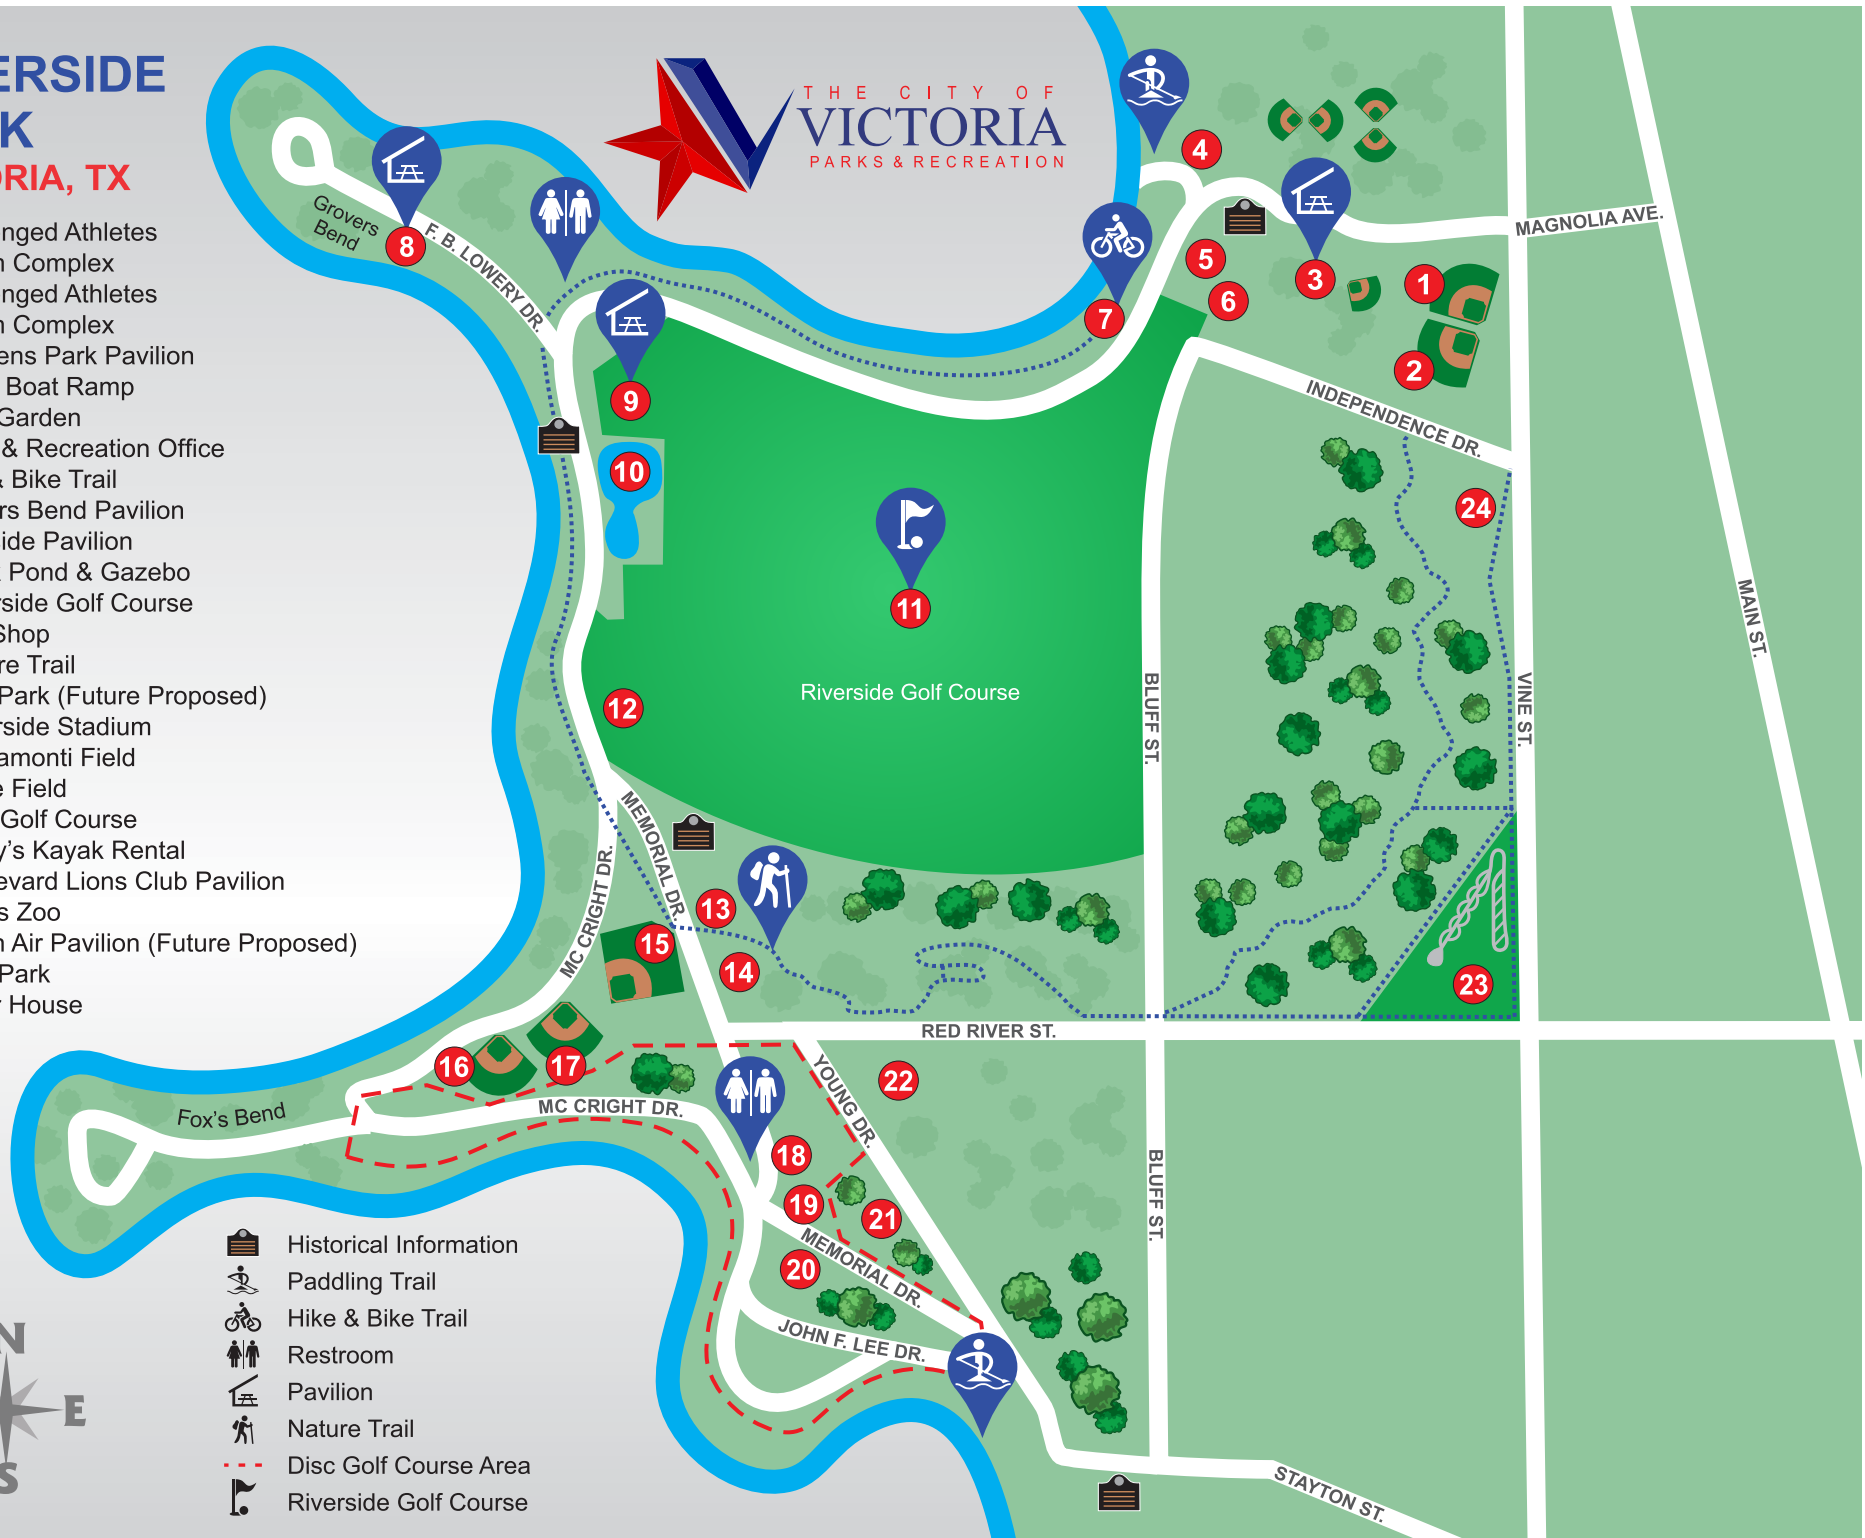 ERSIDE
K
ORIA, TX
nged Athletes
n Complex
nged Athletes
n Complex
ens Park Pavilion
Boat Ramp
Garden
& Recreation Office
& Bike Trail
rs Bend Pavilion
side Pavilion
Pond & Gazebo
rside Golf Course
Shop
re Trail
Park (Future Proposed)
rside Stadium
amonti Field
e Field
Golf Course
y's Kayak Rental
evard Lions Club Pavilion
s Zoo
n Air Pavilion (Future Proposed)
Park
r House
THE CITY OF
VICTORIA
PARKS & RECREATION
Grovers
Bend
F. B. LOWERY DR.
MAGNOLIA AVE.
INDEPENDENCE DR.
MAIN ST.
VINE ST.
BLUFF ST.
Riverside Golf Course
MEMORIAL DR.
MC CRIGHT DR.
RED RIVER ST.
YOUNG DR.
MC CRIGHT DR.
Fox's Bend
BLUFF ST.
MEMORIAL DR.
JOHN F. LEE DR.
STAYTON ST.
1
2
3
4
5
6
7
8
9
10
11
12
13
14
15
16
17
18
19
20
21
22
23
24
Historical Information
Paddling Trail
Hike & Bike Trail
Restroom
Pavilion
Nature Trail
Disc Golf Course Area
Riverside Golf Course
N
E
S